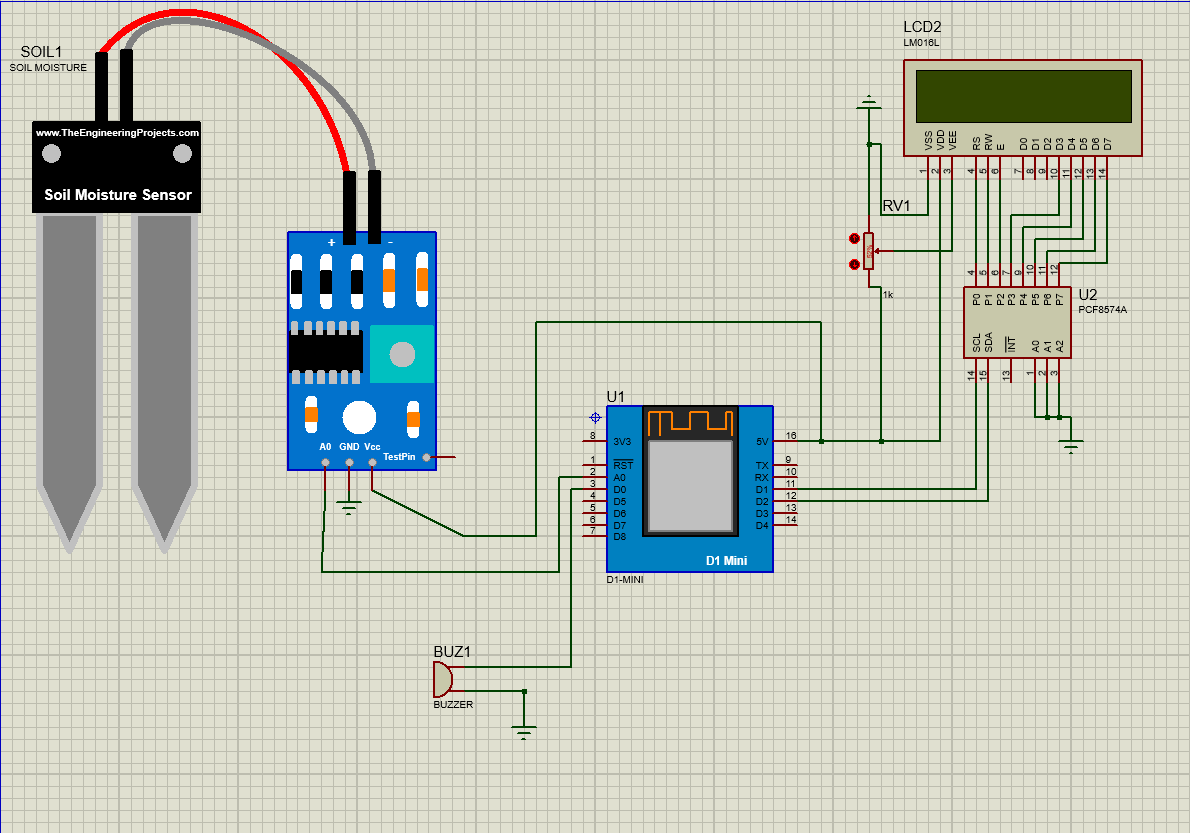 SOIL1
SOIL MOISTURE
www.TheEngineeringProjects.com
Soil Moisture Sensor
+ -
A0 GND Vcc
TestPin
LCD2
LM016L
VSS VDD VEE RS RW E D0 D1 D2 D3 D4 D5 D6 D7
1 2 3 4 5 6 7 8 9 10 11 12 13 14
RV1
1k
4 5 6 7 9 10 11 12
P0 P1 P2 P3 P4 P5 P6 P7
U2
PCF8574A
SCL SDA INT A0 A1 A2
14 15 13 1 2 3
U1
8 3V3 5V 16
1 RST TX 9
2 A0 RX 10
3 D0 D1 11
4 D5 D2 12
5 D6 D3 13
6 D7 D4 14
7 D8
D1 Mini
D1-MINI
BUZ1
BUZZER